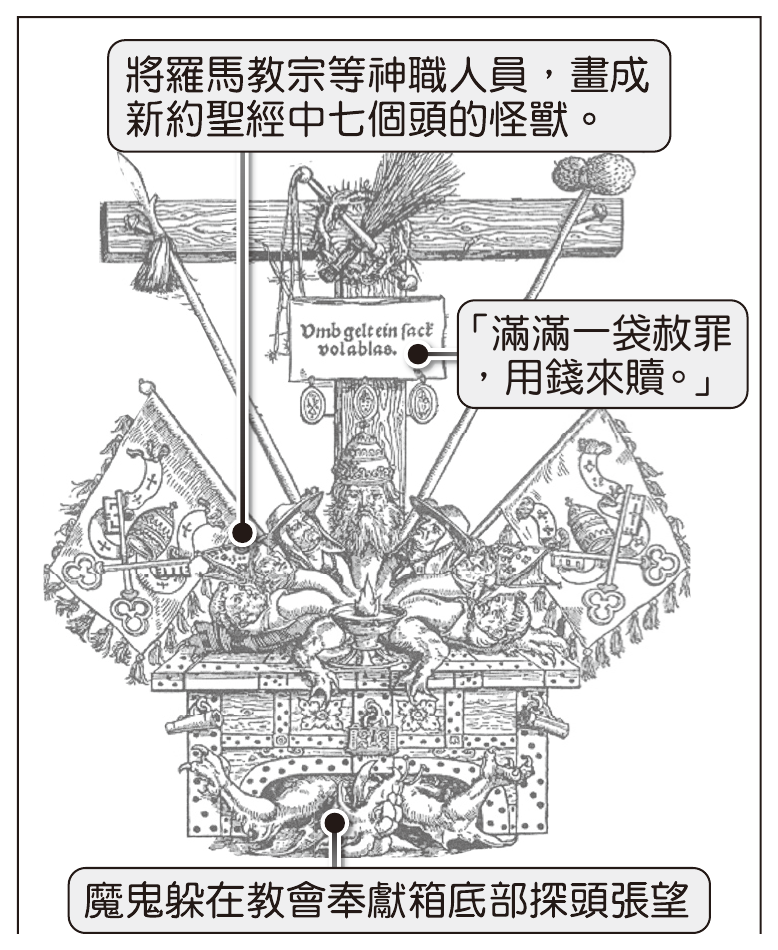 將羅馬教宗等神職人員，畫成
新約聖經中七個頭的怪獸。
Vmb gelt ein sack
vol ablas.
「滿滿一袋赦罪
，用錢來贖。」
魔鬼躲在教會奉獻箱底部探頭張望